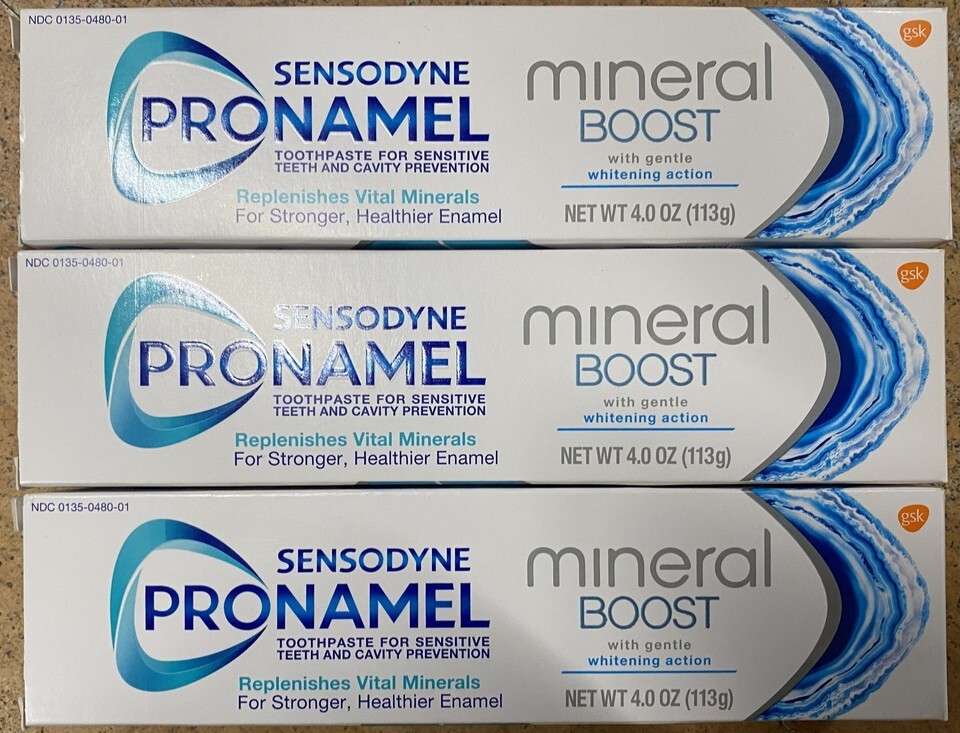 NDC 0135-0480-01
gsk
SENSODYNE
PRONAMEL
TOOTHPASTE FOR SENSITIVE
TEETH AND CAVITY PREVENTION
Replenishes Vital Minerals
For Stronger, Healthier Enamel
mineral
BOOST
with gentle
whitening action
NET WT 4.0 OZ (113g)
NDC 0135-0480-01
gsk
SENSODYNE
PRONAMEL
TOOTHPASTE FOR SENSITIVE
TEETH AND CAVITY PREVENTION
Replenishes Vital Minerals
For Stronger, Healthier Enamel
mineral
BOOST
with gentle
whitening action
NET WT 4.0 OZ (113g)
NDC 0135-0480-01
gsk
SENSODYNE
PRONAMEL
TOOTHPASTE FOR SENSITIVE
TEETH AND CAVITY PREVENTION
Replenishes Vital Minerals
For Stronger, Healthier Enamel
mineral
BOOST
with gentle
whitening action
NET WT 4.0 OZ (113g)